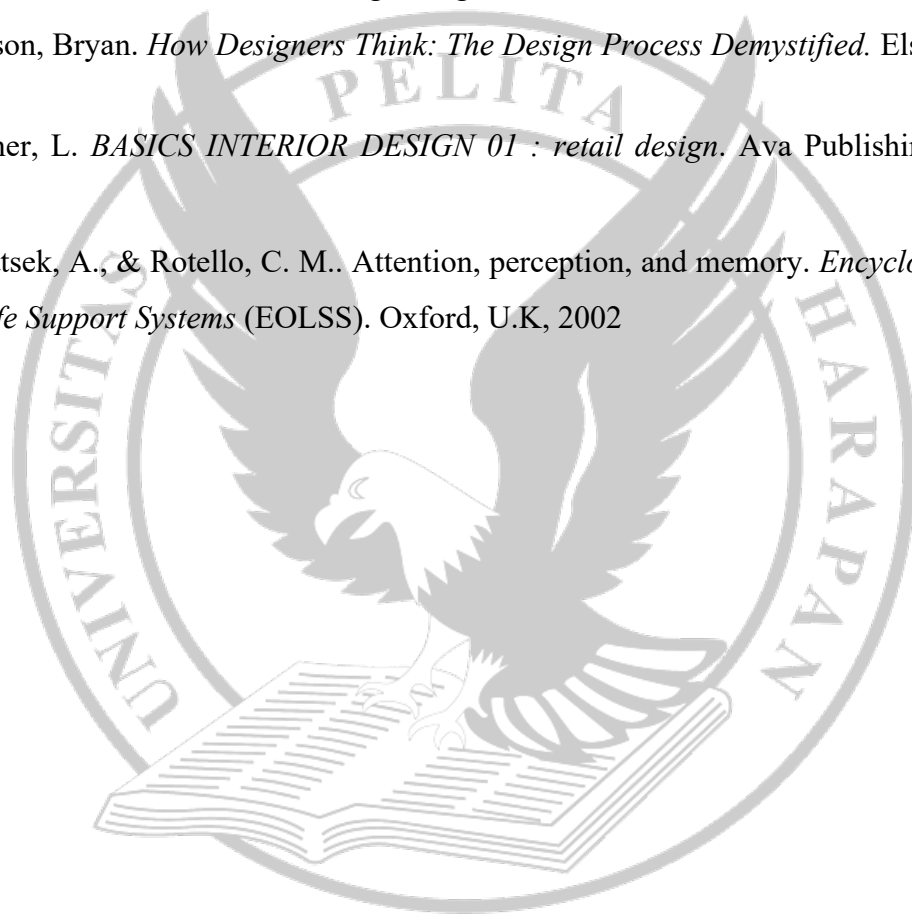 son, Bryan. How Designers Think: The Design Process Demystified. Els
her, L. BASICS INTERIOR DESIGN 01 : retail design. Ava Publishin
tsek, A., & Rotello, C. M.. Attention, perception, and memory. Encyclo
fe Support Systems (EOLSS). Oxford, U.K, 2002
UNIVERSITAS PELITA HARAPAN